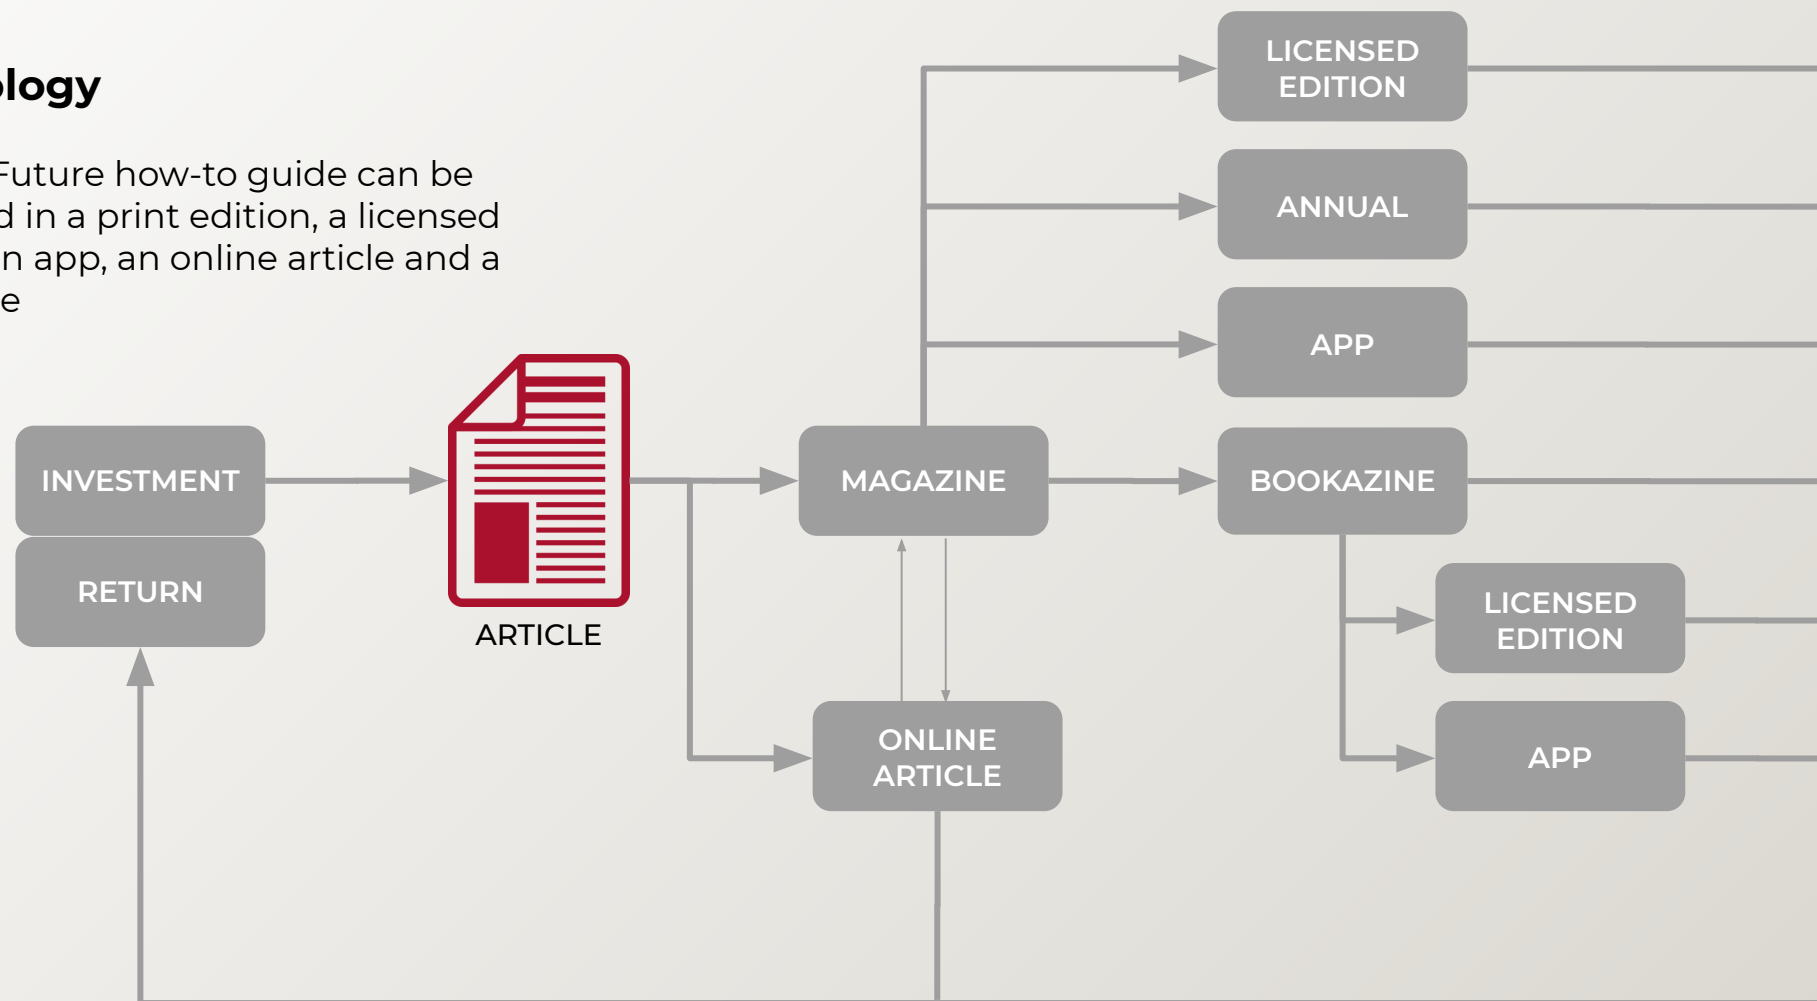 ology
Future how-to guide can be
d in a print edition, a licensed
n app, an online article and a
e
LICENSED
EDITION
ANNUAL
APP
INVESTMENT
RETURN
ARTICLE
MAGAZINE
BOOKAZINE
LICENSED
EDITION
ONLINE
ARTICLE
APP